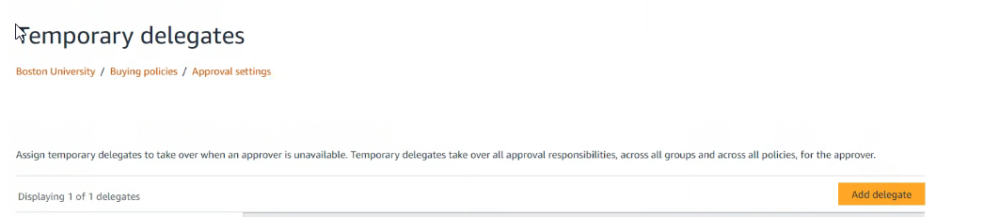 Temporary delegates
Boston University / Buying policies / Approval settings
Assign temporary delegates to take over when an approver is unavailable. Temporary delegates take over all approval responsibilities, across all groups and across all policies, for the approver.
Displaying 1 of 1 delegates
Add delegate